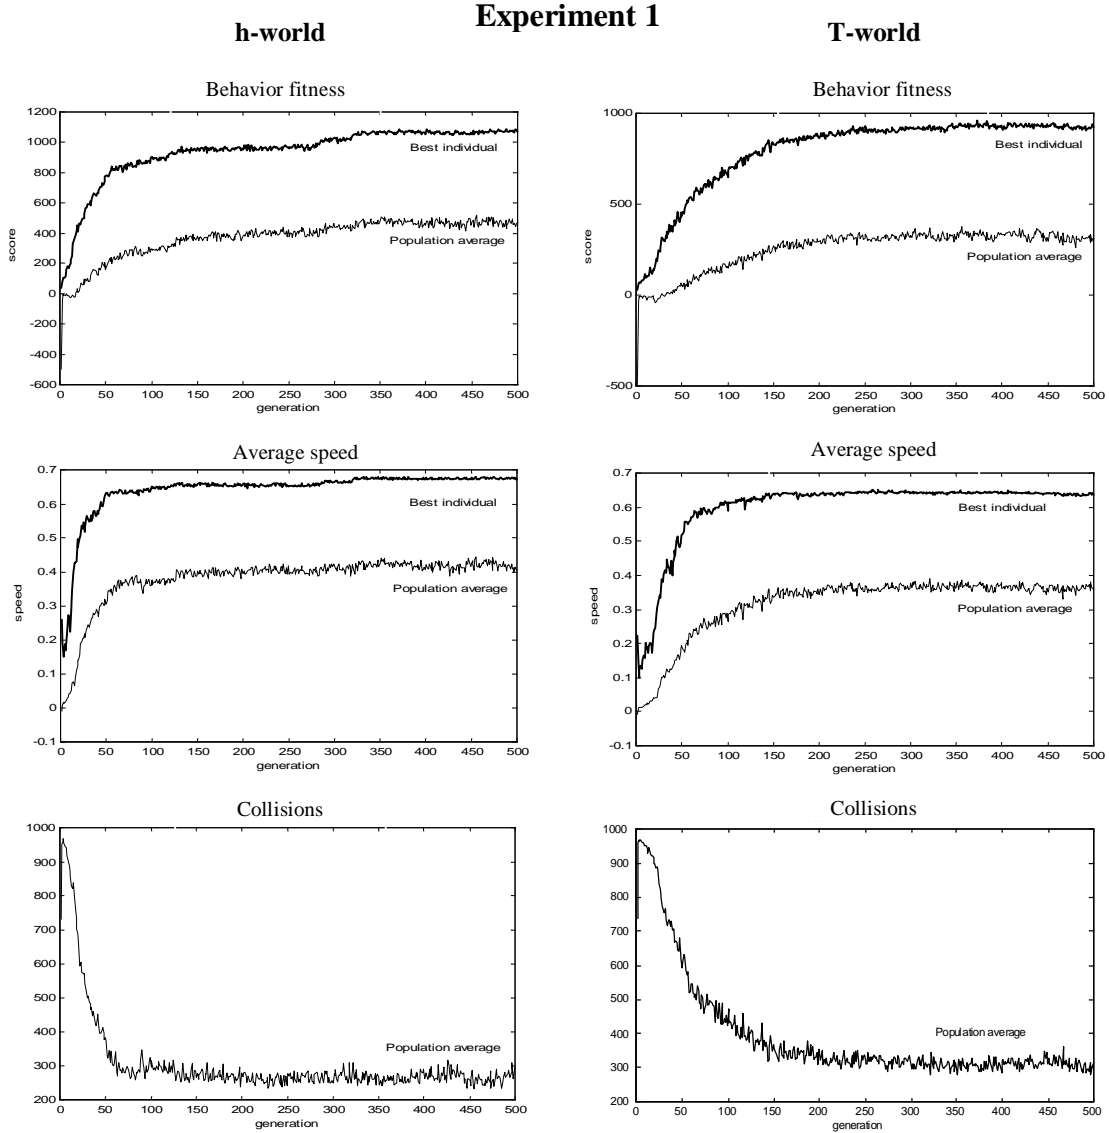 Experiment 1
h-world
T-world
Behavior fitness
1200
1000
800
600
400
200
0
-200
-400
-600
score
Best individual
Population average
0 50 100 150 200 250 300 350 400 450 500
generation
Behavior fitness
1000
500
0
-500
score
Best individual
Population average
0 50 100 150 200 250 300 350 400 450 500
generation
Average speed
0.7
0.6
0.5
0.4
0.3
0.2
0.1
0
-0.1
speed
Best individual
Population average
0 50 100 150 200 250 300 350 400 450 500
generation
Average speed
0.7
0.6
0.5
0.4
0.3
0.2
0.1
0
-0.1
speed
Best individual
Population average
0 50 100 150 200 250 300 350 400 450 500
generation
Collisions
1000
900
800
700
600
500
400
300
200
Population average
0 50 100 150 200 250 300 350 400 450 500
generation
Collisions
1000
900
800
700
600
500
400
300
200
Population average
0 50 100 150 200 250 300 350 400 450 500
generation